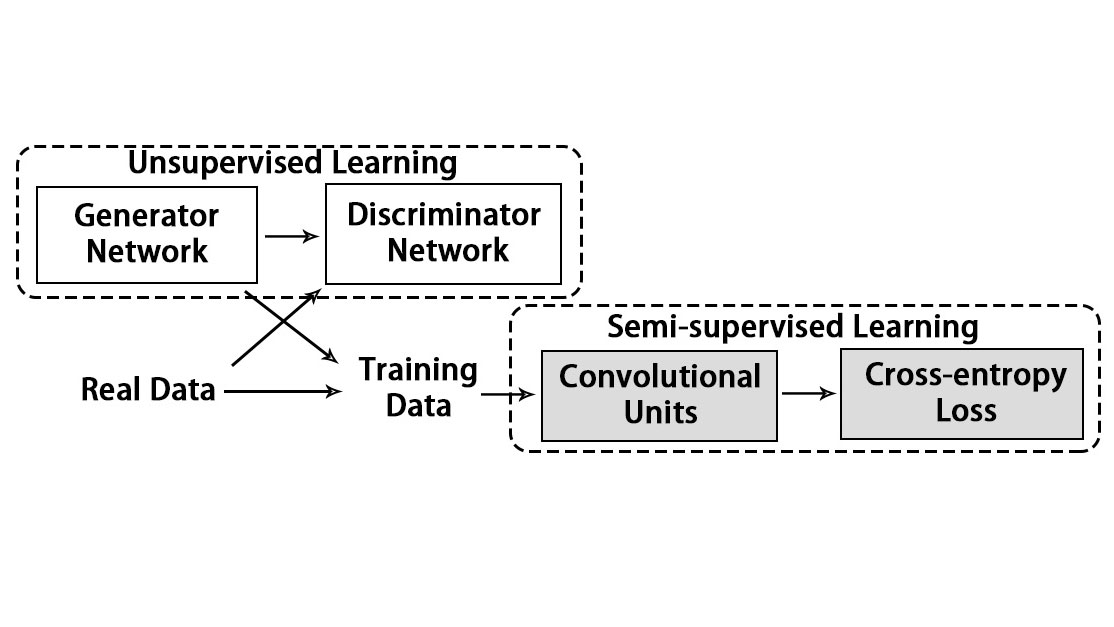 Unsupervised Learning
Generator
Network
Discriminator
Network
Real Data
Training
Data
Semi-supervised Learning
Convolutional
Units
Cross-entropy
Loss